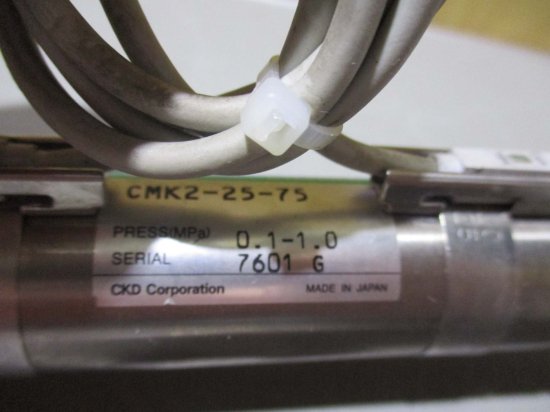 CMK2-25-75
PRESS(MPa) 0.1-1.0
SERIAL 7601 G
CKD Corporation MADE IN JAPAN